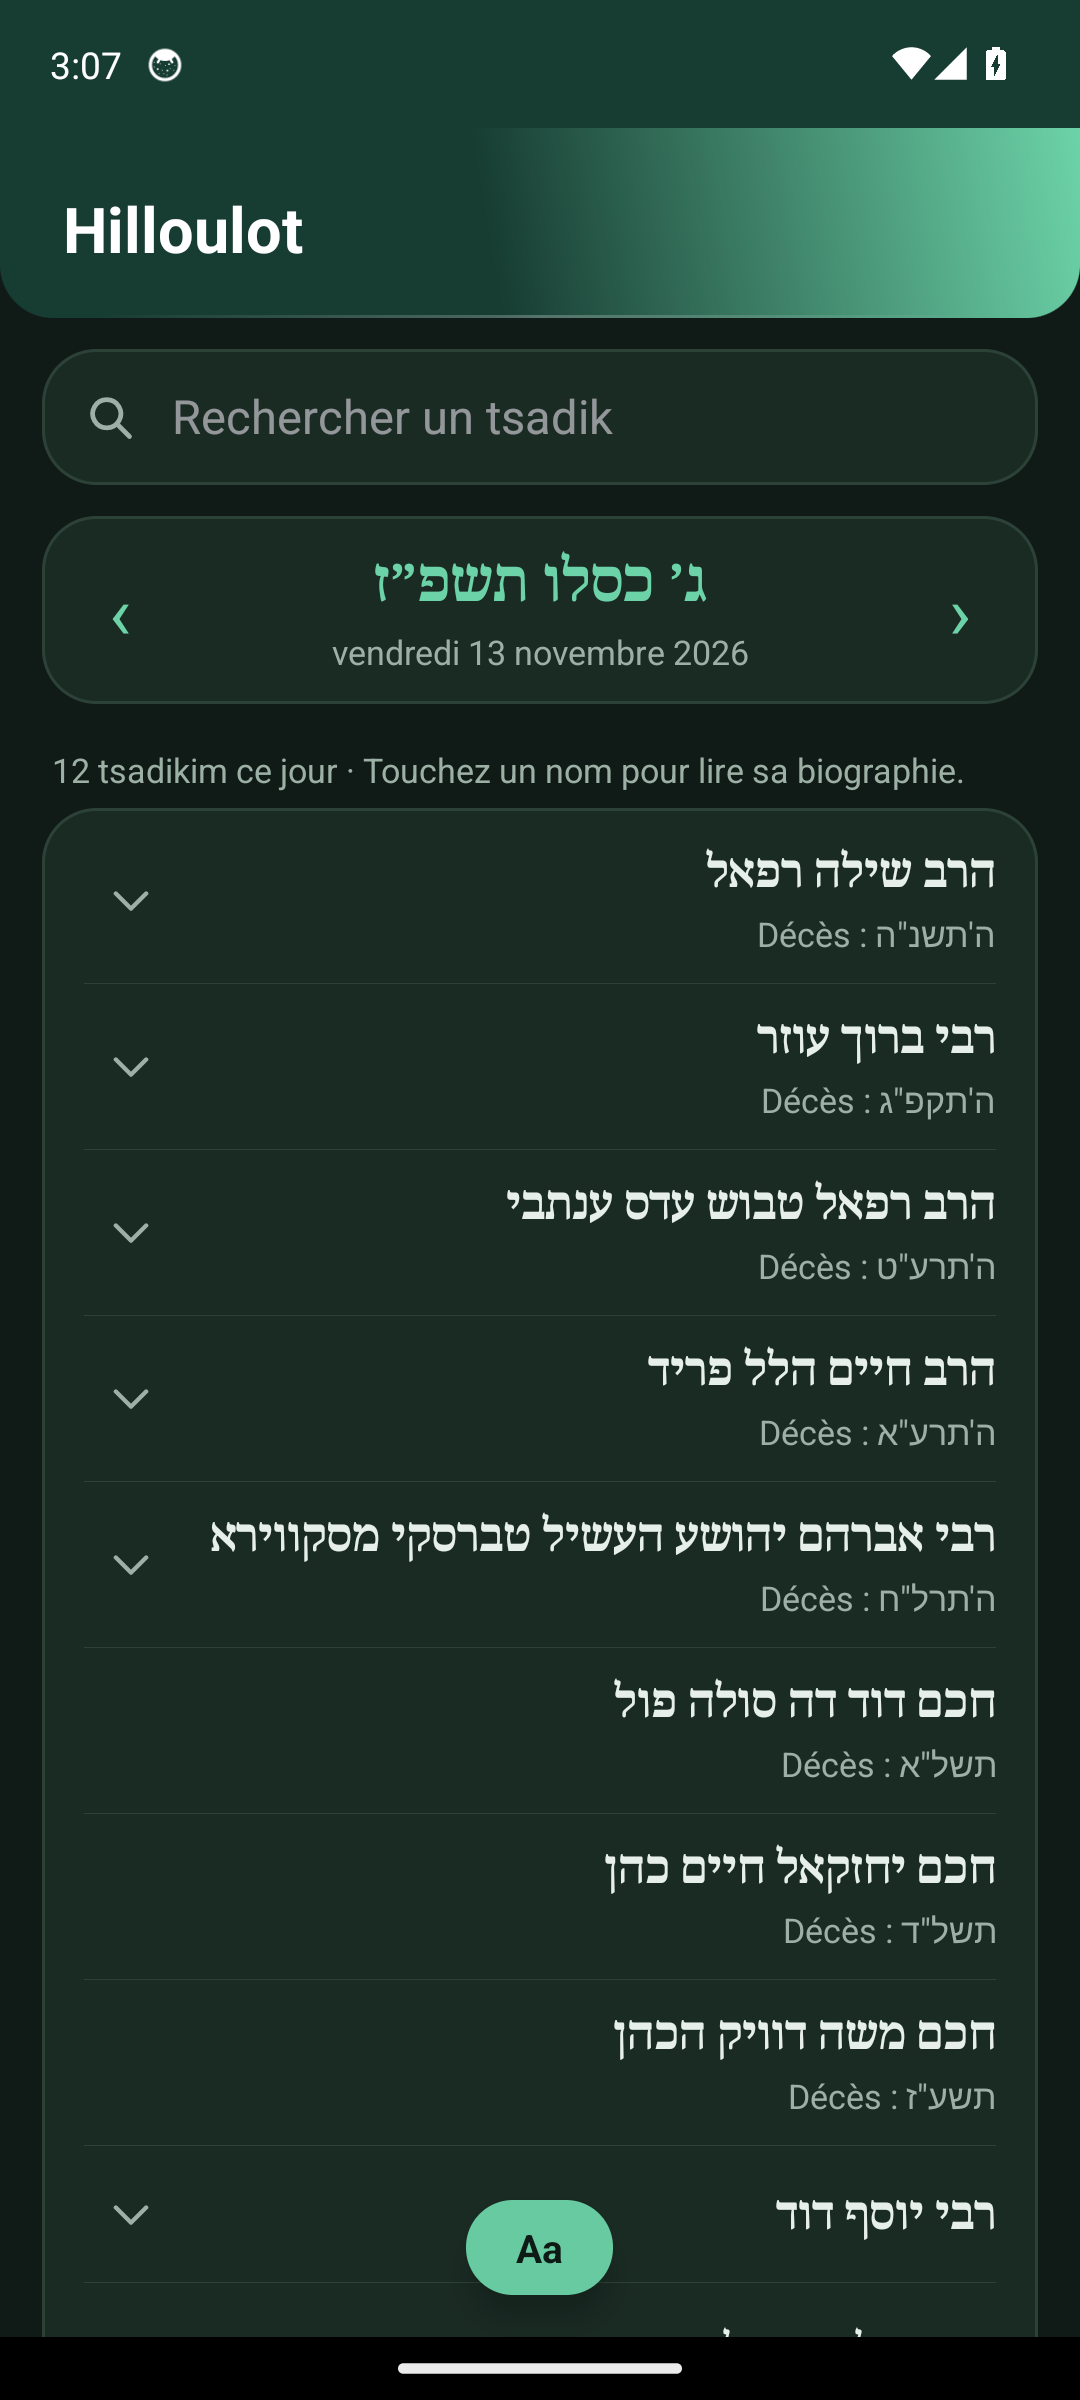 3:07
Hilloulot
Rechercher un tsadik
ג׳ כסלו תשפ״ז
vendredi 13 novembre 2026
12 tsadikim ce jour · Touchez un nom pour lire sa biographie.
הרב שילה רפאל
Décès : ה'תשנ"ה
רבי ברוך עוזר
Décès : ה'תקפ"ג
הרב רפאל טבוש עדס ענתבי
Décès : ה'תרע"ט
הרב חיים הלל פריד
Décès : ה'תרע"א
רבי אברהם יהושע העשיל טברסקי מסקווירא
Décès : ה'תרל"ח
חכם דוד דה סולה פול
Décès : תשל"א
חכם יחזקאל חיים כהן
Décès : תשל"ד
חכם משה דוויק הכהן
Décès : תשע"ז
רבי יוסף דוד
Aa